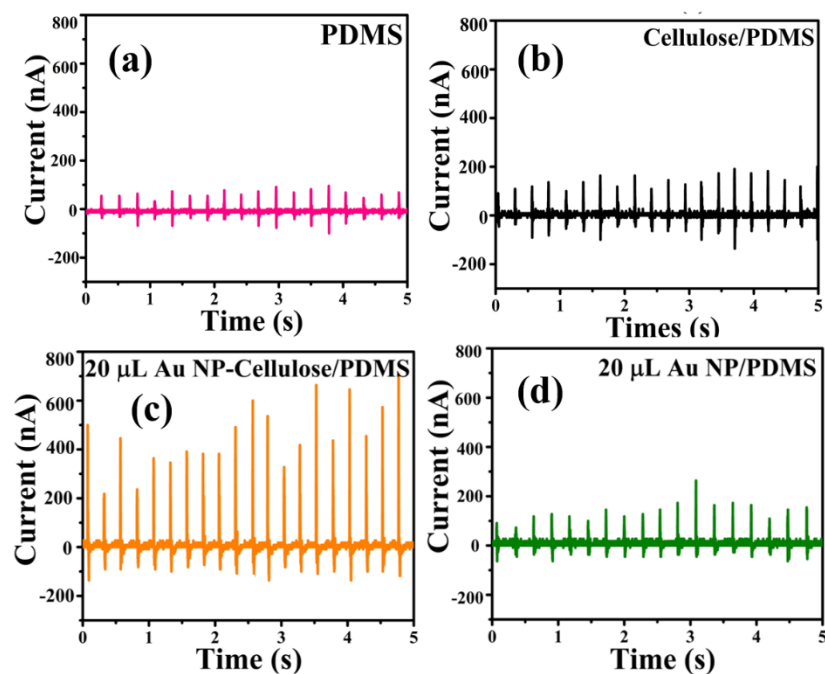 PDMS
(a)
Current (nA)
800
600
400
200
0
-200
0 1 2 3 4 5
Time (s)
Cellulose/PDMS
(b)
Current (nA)
800
600
400
200
0
-200
0 1 2 3 4 5
Times (s)
20 μL Au NP-Cellulose/PDMS
(c)
Current (nA)
800
600
400
200
0
-200
0 1 2 3 4 5
Time (s)
20 μL Au NP/PDMS
(d)
Current (nA)
800
600
400
200
0
-200
0 1 2 3 4 5
Time (s)